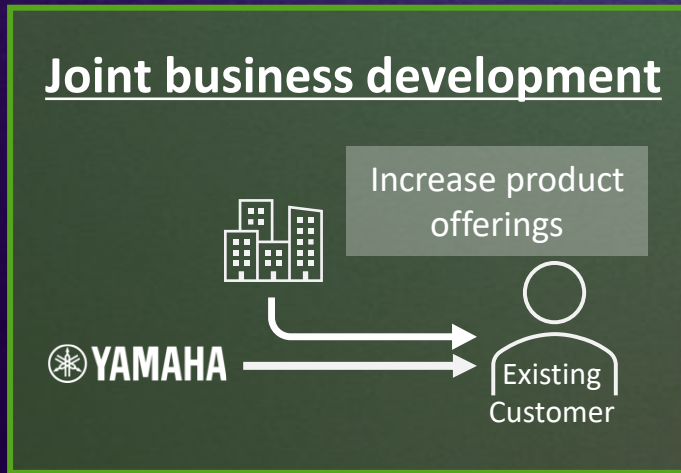 Joint business development
Increase product
offerings
YAMAHA
Existing
Customer